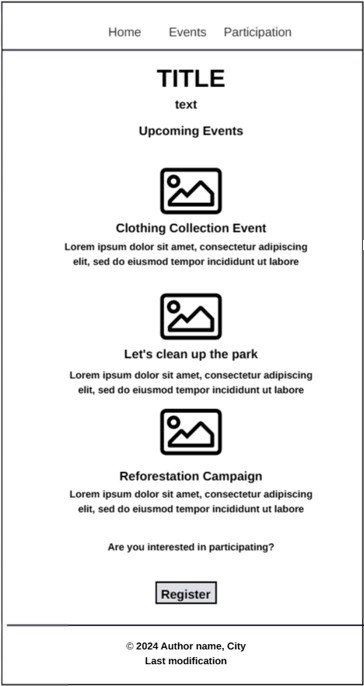 Home Events Participation
TITLE
text
Upcoming Events
Clothing Collection Event
Lorem ipsum dolor sit amet, consectetur adipiscing
elit, sed do eiusmod tempor incididunt ut labore
Let's clean up the park
Lorem ipsum dolor sit amet, consectetur adipiscing
elit, sed do eiusmod tempor incididunt ut labore
Reforestation Campaign
Lorem ipsum dolor sit amet, consectetur adipiscing
elit, sed do eiusmod tempor incididunt ut labore
Are you interested in participating?
Register
© 2024 Author name, City
Last modification